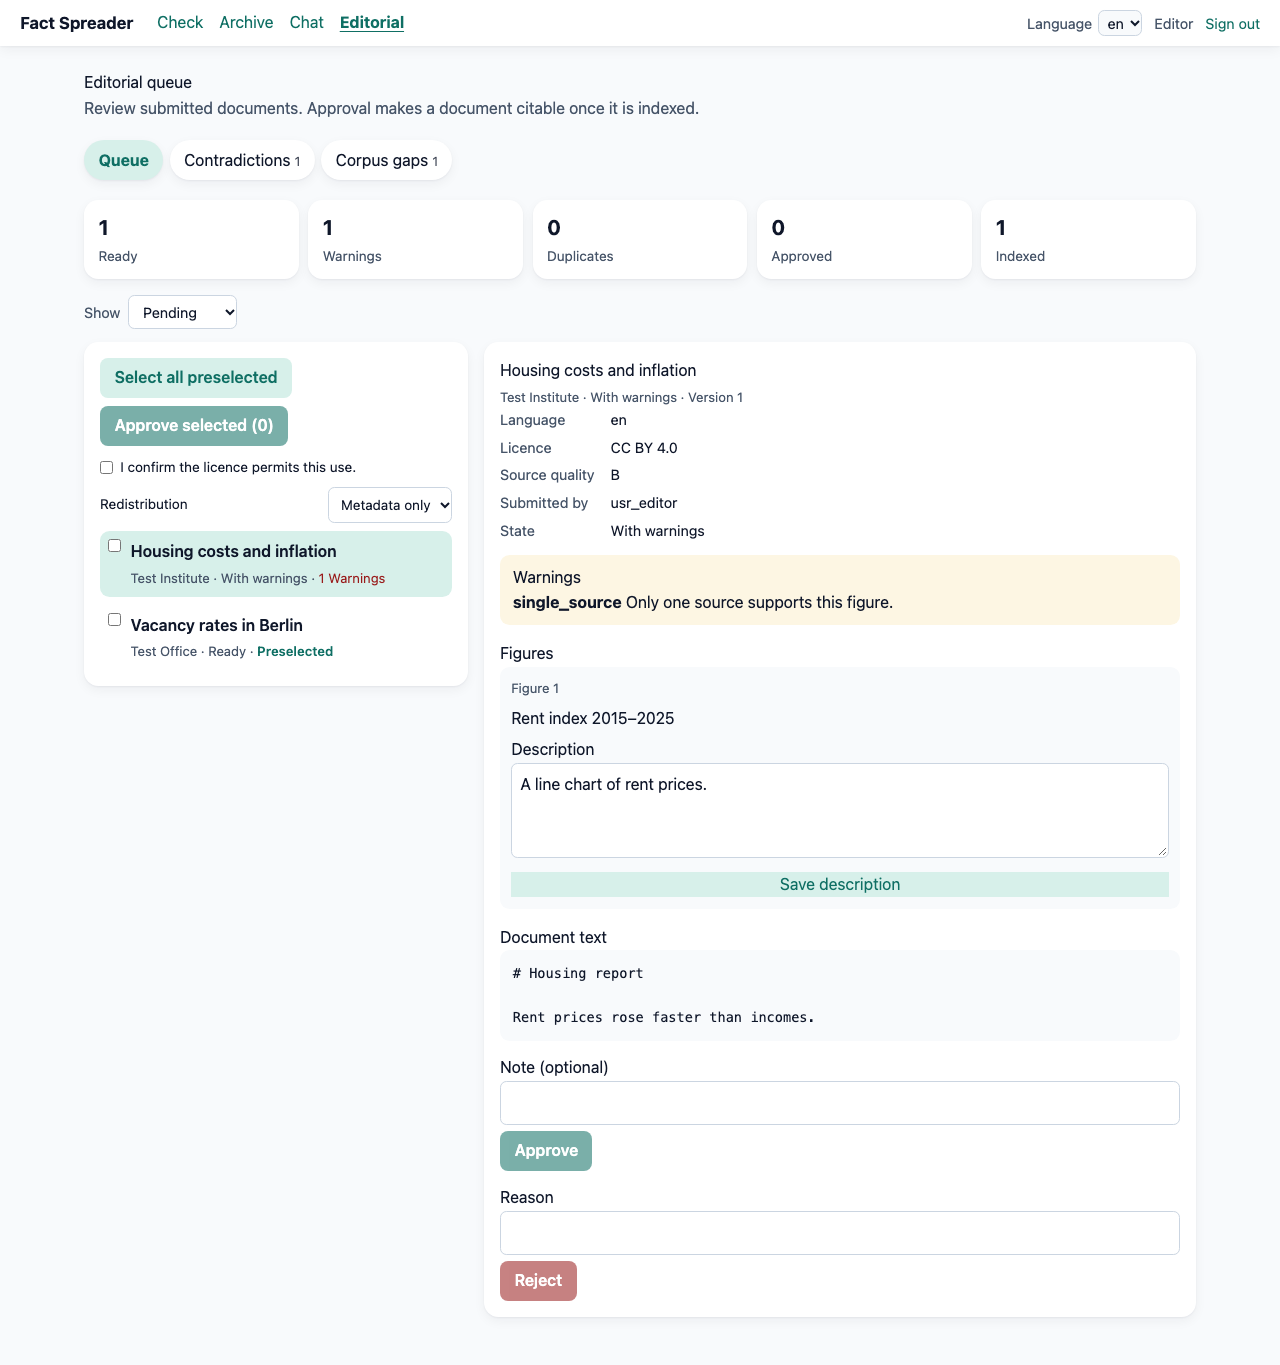 Fact Spreader Check Archive Chat Editorial Language en Editor Sign out
Editorial queue
Review submitted documents. Approval makes a document citable once it is indexed.
Queue Contradictions 1 Corpus gaps 1
1 1 0 0 1
Ready Warnings Duplicates Approved Indexed
Show Pending
Select all preselected
Approve selected (0)
I confirm the licence permits this use.
Redistribution Metadata only
Housing costs and inflation
Test Institute · With warnings · 1 Warnings
Vacancy rates in Berlin
Test Office · Ready · Preselected
Housing costs and inflation
Test Institute · With warnings · Version 1
Language en
Licence CC BY 4.0
Source quality B
Submitted by usr_editor
State With warnings
Warnings
single_source Only one source supports this figure.
Figures
Figure 1
Rent index 2015–2025
Description
A line chart of rent prices.
Save description
Document text
# Housing report
Rent prices rose faster than incomes.
Note (optional)
Approve
Reason
Reject